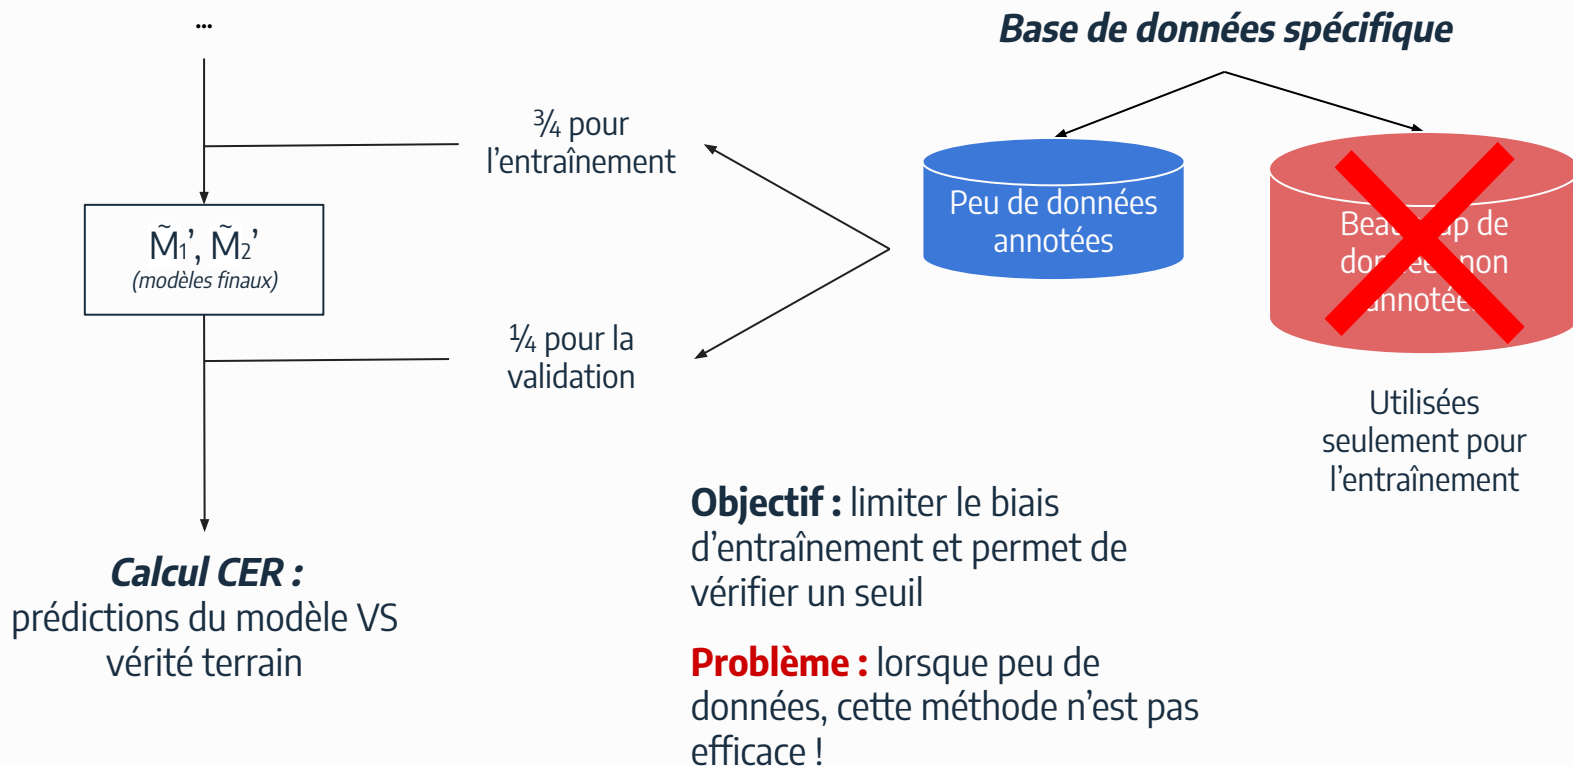 ...
Base de données spécifique
¾ pour
l'entraînement
Peu de données
annotées
données non
M̃1', M̃2'
(modèles finaux)
¼ pour la
validation
Utilisées
seulement pour
l'entraînement
Objectif : limiter le biais
d'entraînement et permet de
vérifier un seuil
Calcul CER :
prédictions du modèle VS
vérité terrain
Problème : lorsque peu de
données, cette méthode n'est pas
efficace !